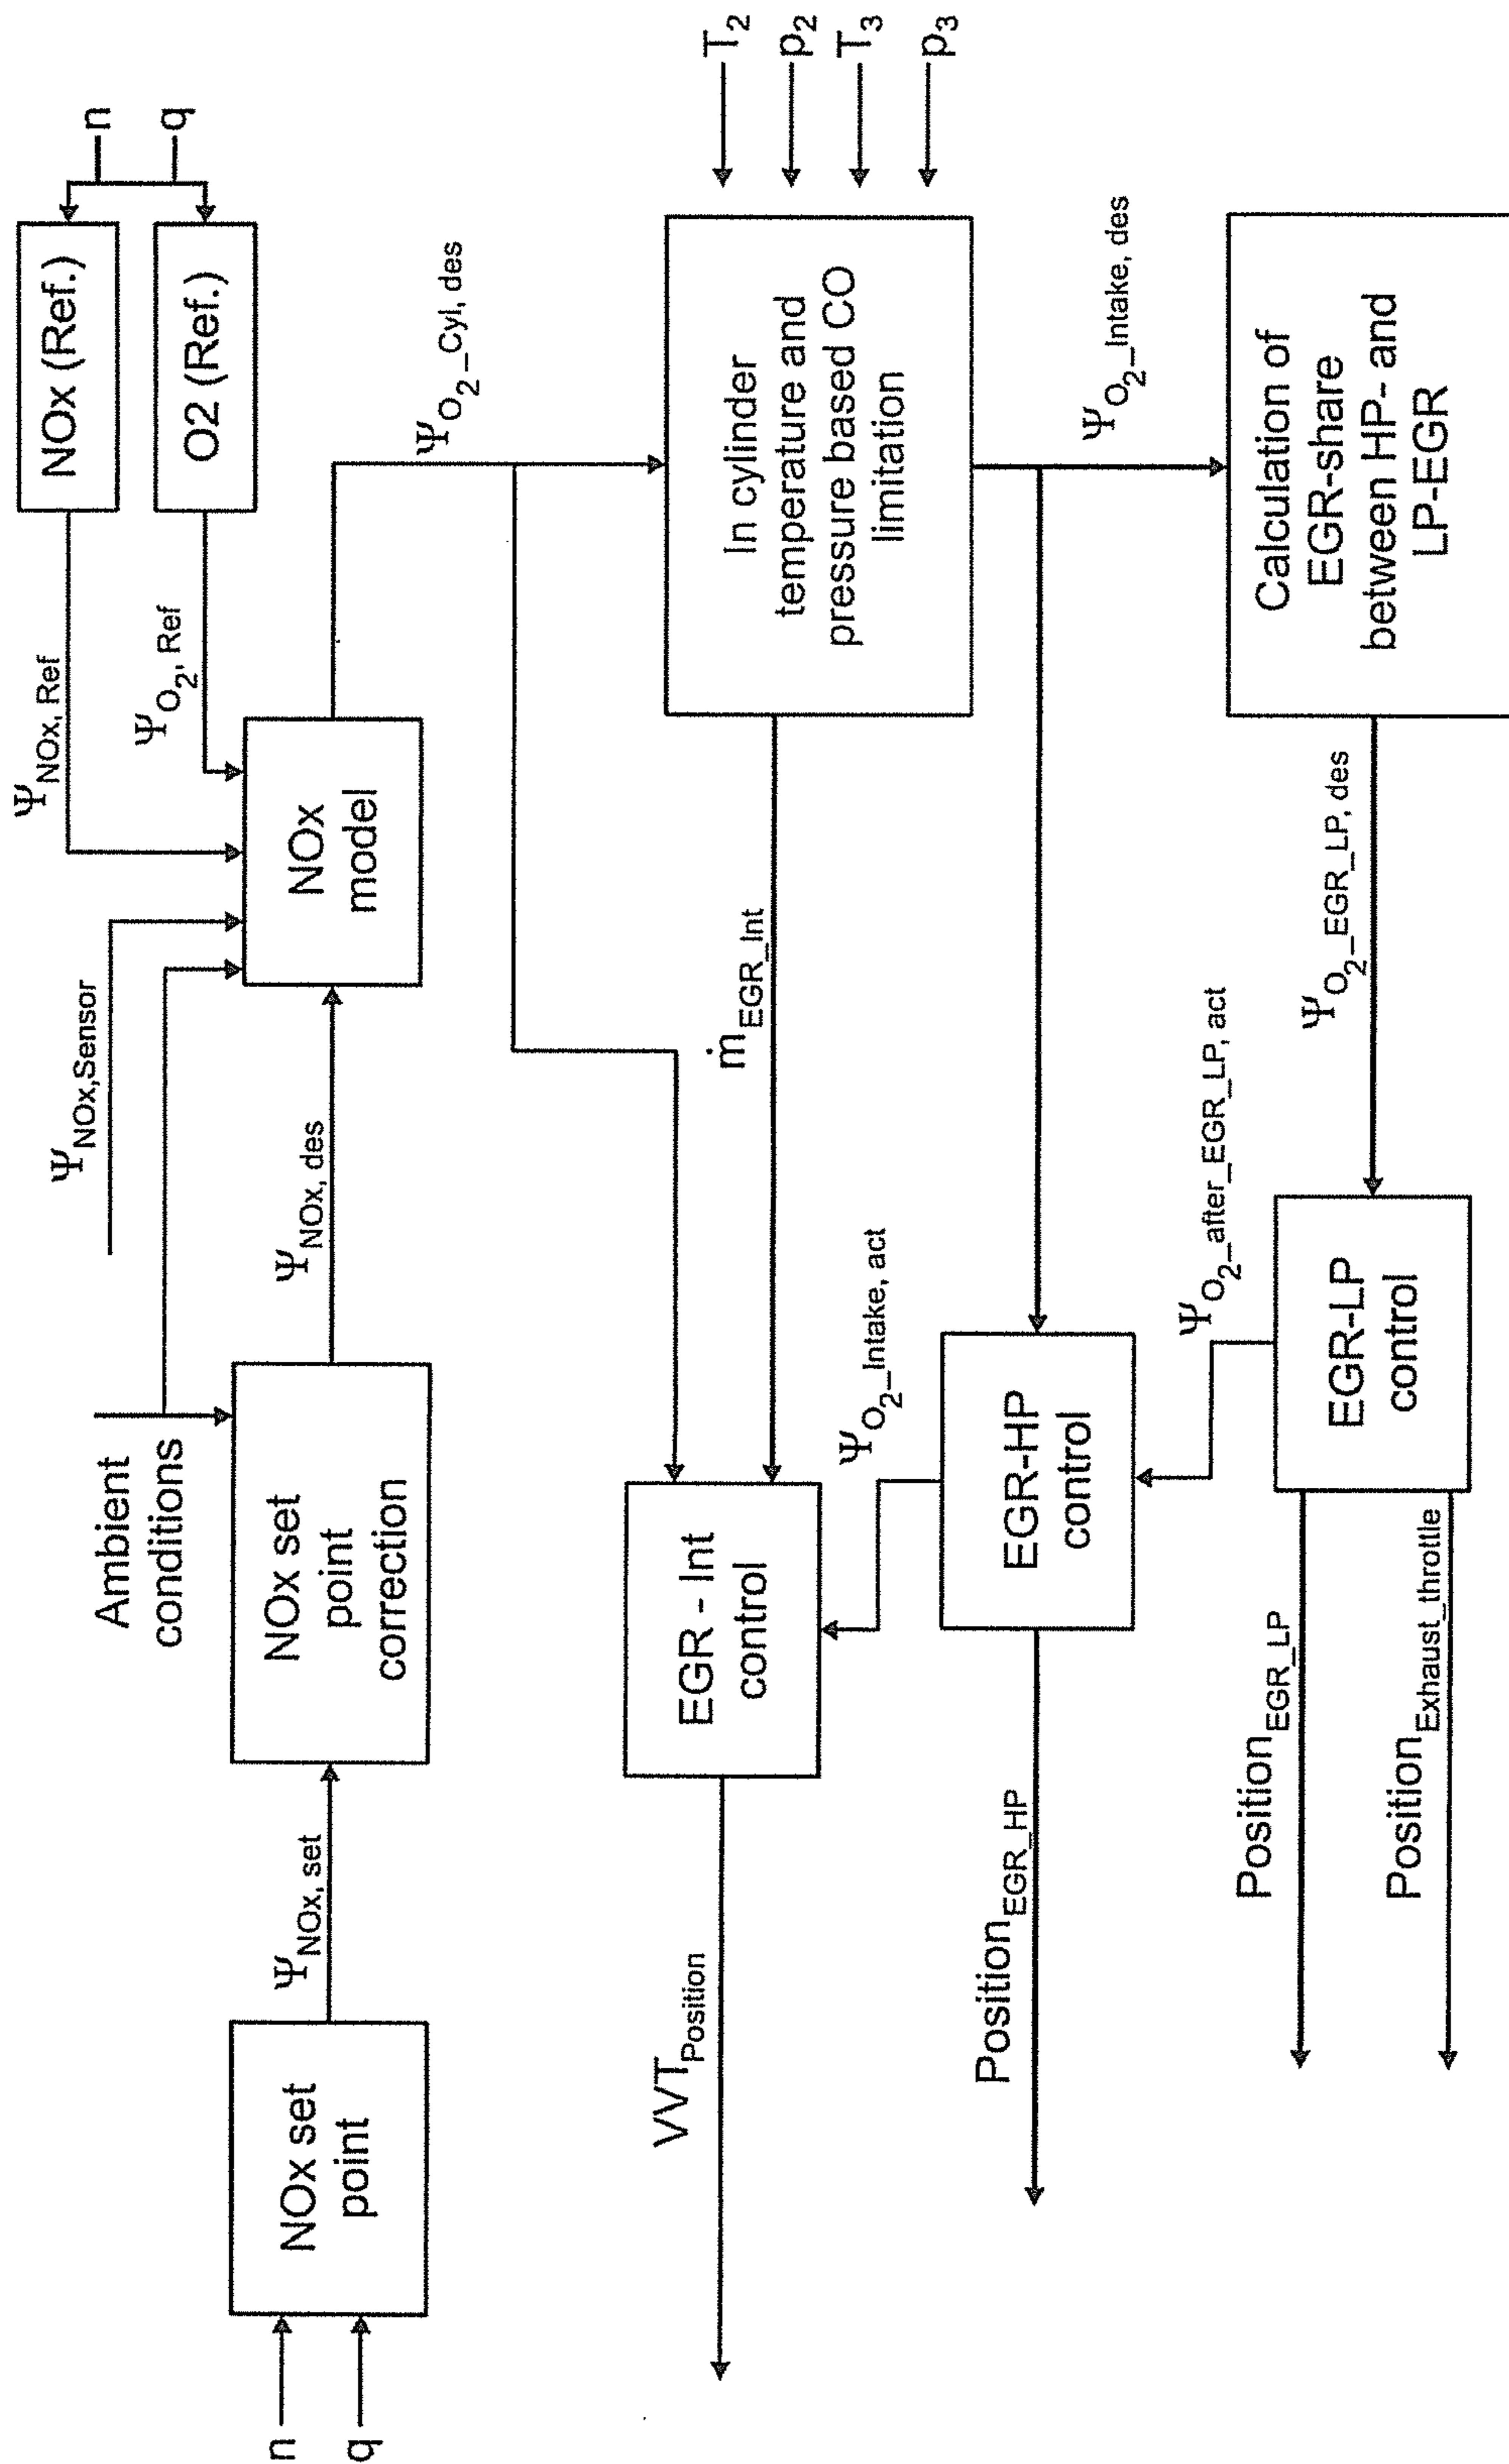 n
q
NOx set
point
Ψ_NOx, set
Ambient
conditions
NOx set
point
correction
Ψ_NOx, des
Ψ_NOx,Sensor
NOx
model
Ψ_NOx, Ref
Ψ_O₂, Ref
NOx (Ref.)
O2 (Ref.)
n
q
Ψ_O₂_Cyl, des
In cylinder
temperature and
pressure based CO
limitation
T₂
p₂
T₃
p₃
ṁ_EGR_Int
EGR - Int
control
VVT_Position
Ψ_O₂_Intake, des
Ψ_O₂_Intake, act
EGR-HP
control
Position_EGR_HP
Calculation of
EGR-share
between HP- and
LP-EGR
Ψ_O₂_EGR_LP, des
Ψ_O₂_after_EGR_LP, act
EGR-LP
control
Position_EGR_LP
Position_Exhaust_throttle